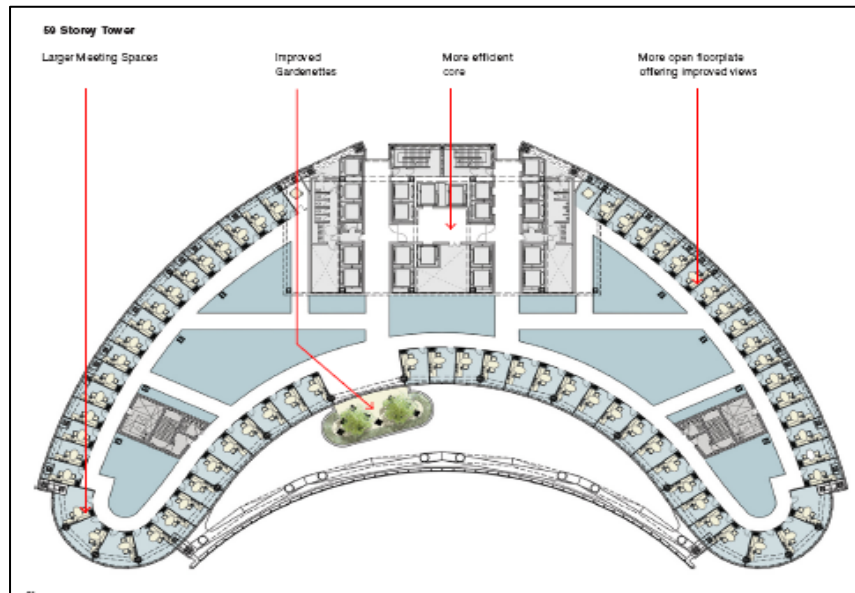 59 Storey Tower
Larger Meeting Spaces
Improved
Gardenettes
More efficient
core
More open floorplate
offering improved views